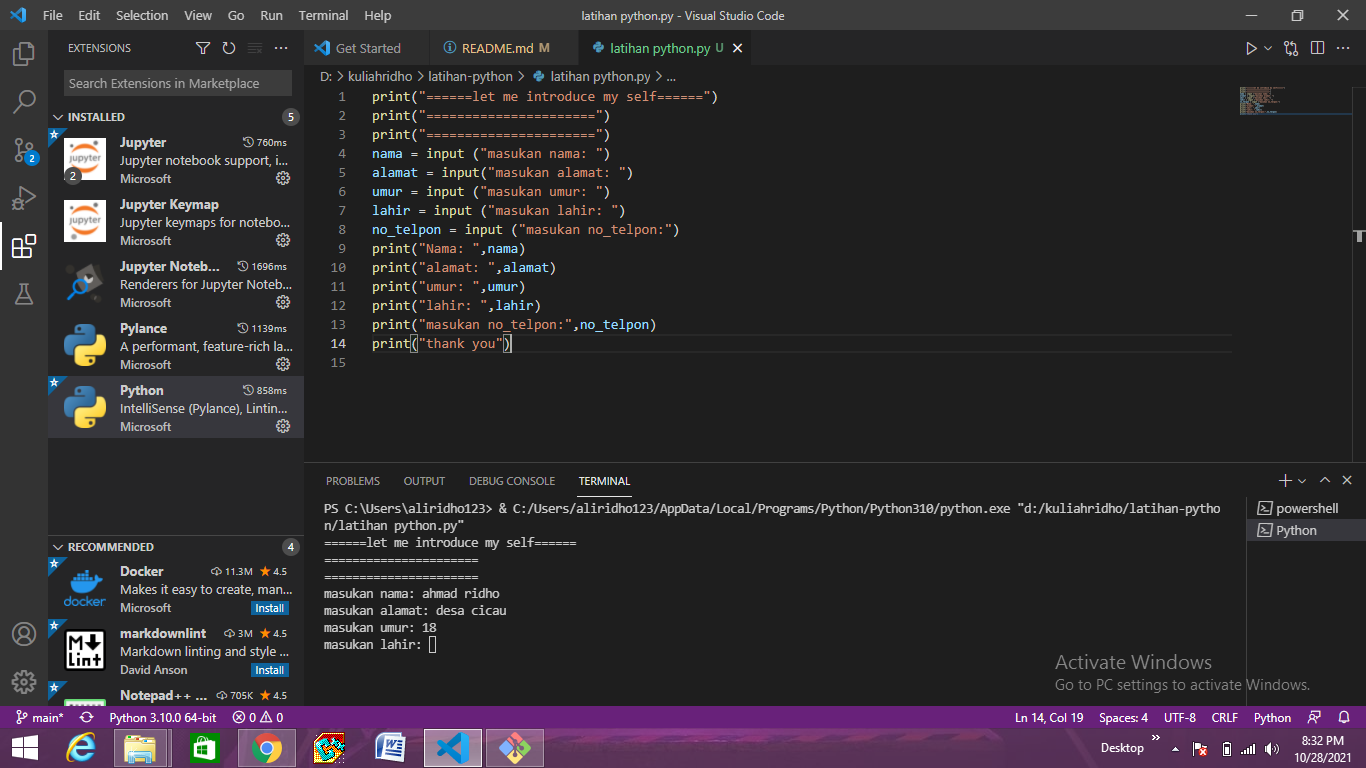 File Edit Selection View Go Run Terminal Help
latihan python.py - Visual Studio Code
EXTENSIONS
Search Extensions in Marketplace
INSTALLED 5
Jupyter 760ms
Jupyter notebook support, i...
Microsoft
2
2
Jupyter Keymap
Jupyter keymaps for notebo...
Microsoft
Jupyter Noteb... 1696ms
Renderers for Jupyter Noteb...
Microsoft
Pylance 1139ms
A performant, feature-rich la...
Microsoft
Python 858ms
IntelliSense (Pylance), Lintin...
Microsoft
RECOMMENDED 4
Docker 11.3M 4.5
Makes it easy to create, man...
Microsoft Install
markdownlint 3M 4.5
Markdown linting and style ...
David Anson Install
Notepad++ ... 705K 4.5
Get Started README.md M latihan python.py U
D: > kuliahridho > latihan-python > latihan python.py > ...
1 print("======let me introduce my self======")
2 print("======================")
3 print("======================")
4 nama = input ("masukan nama: ")
5 alamat = input("masukan alamat: ")
6 umur = input ("masukan umur: ")
7 lahir = input ("masukan lahir: ")
8 no_telpon = input ("masukan no_telpon:")
9 print("Nama: ",nama)
10 print("alamat: ",alamat)
11 print("umur: ",umur)
12 print("lahir: ",lahir)
13 print("masukan no_telpon:",no_telpon)
14 print("thank you")
15
PROBLEMS OUTPUT DEBUG CONSOLE TERMINAL
PS C:\Users\aliridho123> & C:/Users/aliridho123/AppData/Local/Programs/Python/Python310/python.exe "d:/kuliahridho/latihan-pytho
n/latihan python.py"
======let me introduce my self======
======================
======================
masukan nama: ahmad ridho
masukan alamat: desa cicau
masukan umur: 18
masukan lahir:
powershell
Python
Activate Windows
Go to PC settings to activate Windows.
main* Python 3.10.0 64-bit 0 0 Ln 14, Col 19 Spaces: 4 UTF-8 CRLF Python
Desktop 8:32 PM
10/28/2021